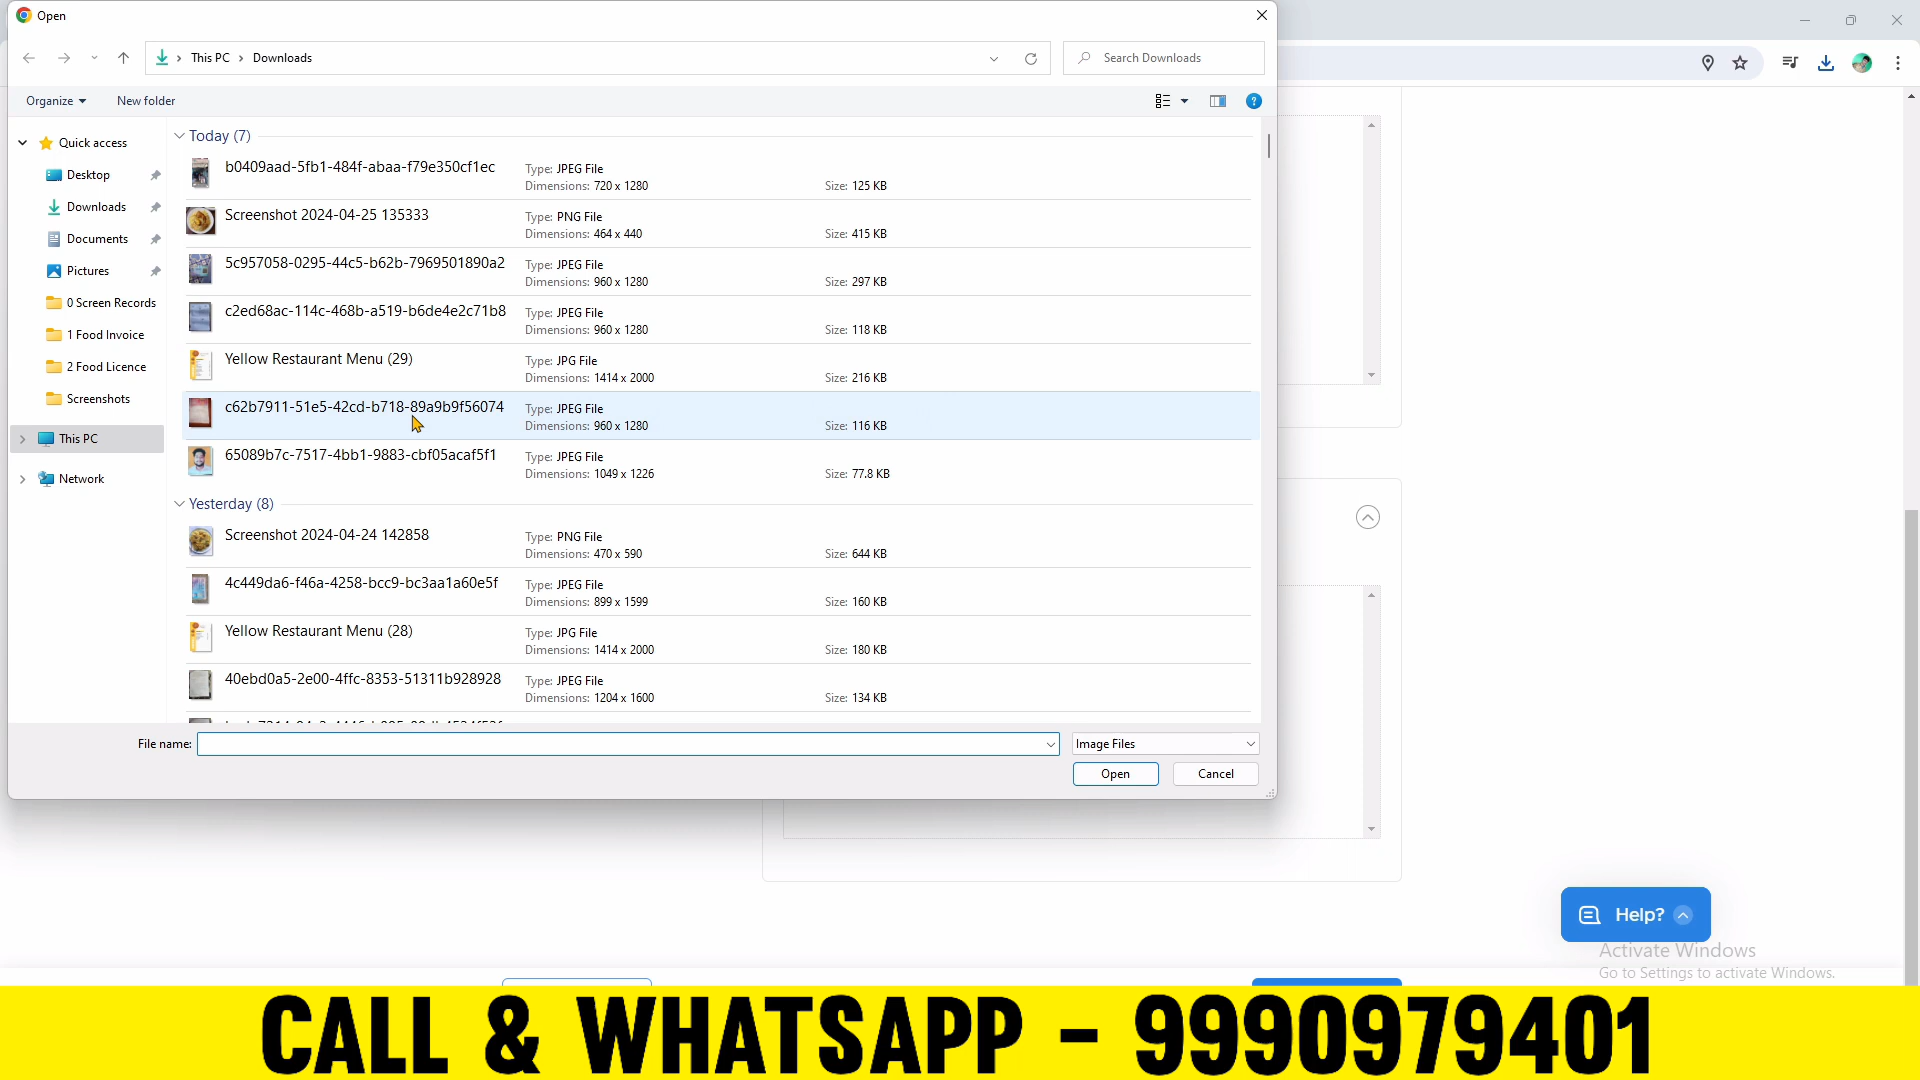 Open
This PC > Downloads
Search Downloads
Organize
New folder
Quick access
Desktop
Downloads
Documents
Pictures
0 Screen Records
1 Food Invoice
2 Food Licence
Screenshots
This PC
Network
Today (7)
b0409aad-5fb1-484f-abaa-f79e350cf1ec
Type: JPEG File
Dimensions: 720 x 1280
Size: 125 KB
Screenshot 2024-04-25 135333
Type: PNG File
Dimensions: 464 x 440
Size: 415 KB
5c957058-0295-44c5-b62b-7969501890a2
Type: JPEG File
Dimensions: 960 x 1280
Size: 297 KB
c2ed68ac-114c-468b-a519-b6de4e2c71b8
Type: JPEG File
Dimensions: 960 x 1280
Size: 118 KB
Yellow Restaurant Menu (29)
Type: JPG File
Dimensions: 1414 x 2000
Size: 216 KB
c62b7911-51e5-42cd-b718-89a9b9f56074
Type: JPEG File
Dimensions: 960 x 1280
Size: 116 KB
65089b7c-7517-4bb1-9883-cbf05acaf5f1
Type: JPEG File
Dimensions: 1049 x 1226
Size: 77.8 KB
Yesterday (8)
Screenshot 2024-04-24 142858
Type: PNG File
Dimensions: 470 x 590
Size: 644 KB
4c449da6-f46a-4258-bcc9-bc3aa1a60e5f
Type: JPEG File
Dimensions: 899 x 1599
Size: 160 KB
Yellow Restaurant Menu (28)
Type: JPG File
Dimensions: 1414 x 2000
Size: 180 KB
40ebd0a5-2e00-4ffc-8353-51311b928928
Type: JPEG File
Dimensions: 1204 x 1600
Size: 134 KB
File name:
Image Files
Open
Cancel
Help?
Activate Windows
Go to Settings to activate Windows.
CALL & WHATSAPP - 9990979401